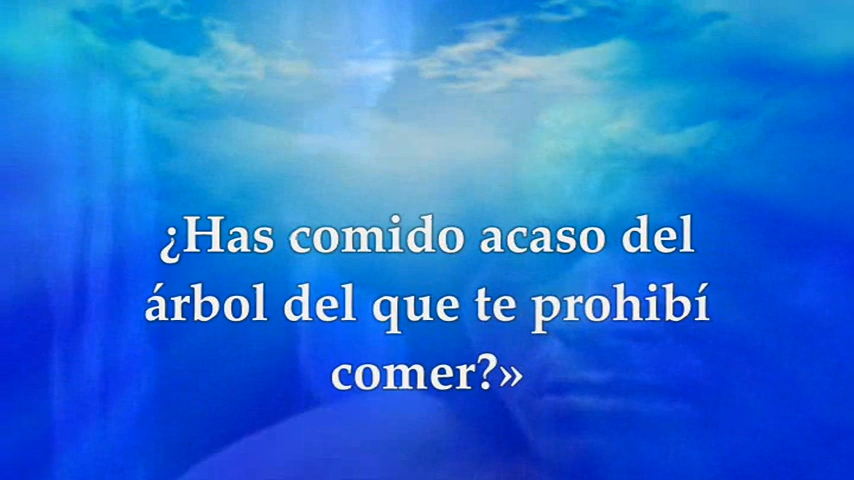 ¿Has comido acaso del
árbol del que te prohibí
comer?»